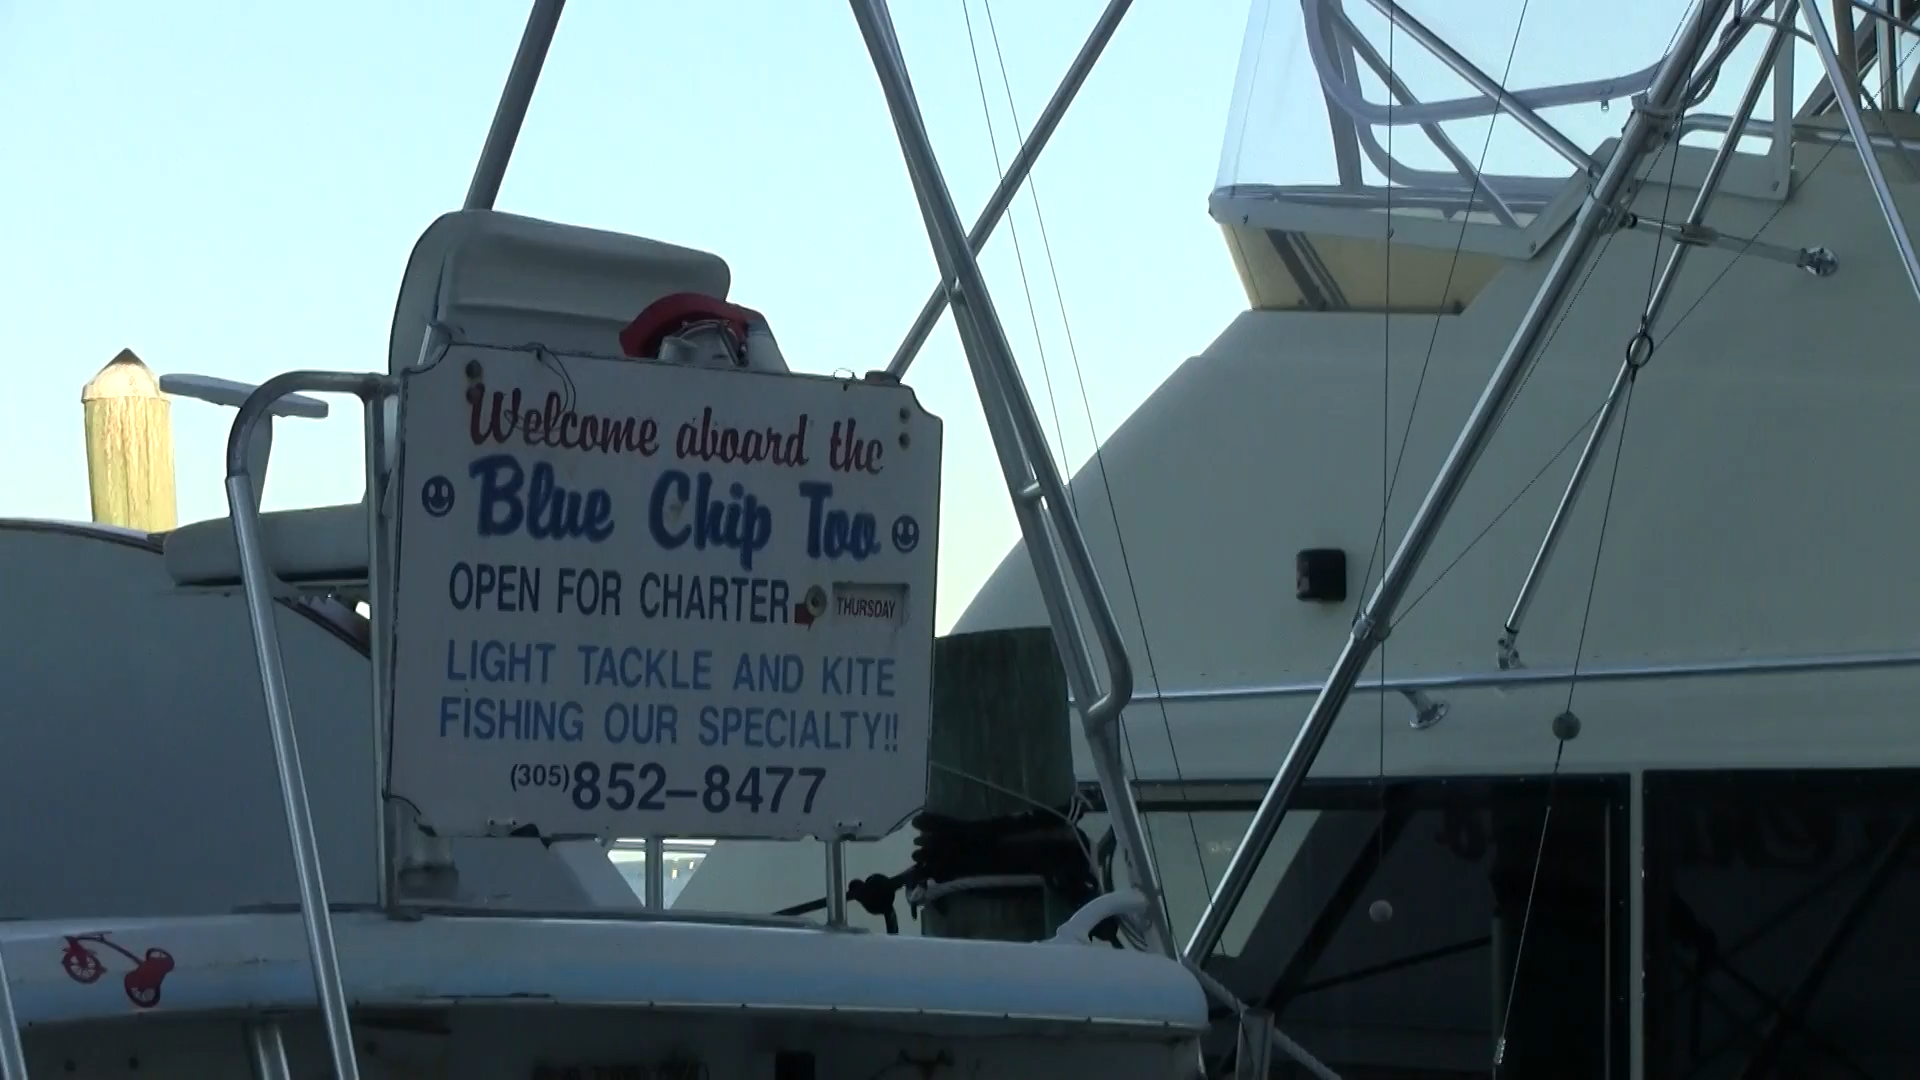 Welcome aboard the
Blue Chip Too
OPEN FOR CHARTER THURSDAY
LIGHT TACKLE AND KITE
FISHING OUR SPECIALTY!!
(305)852-8477